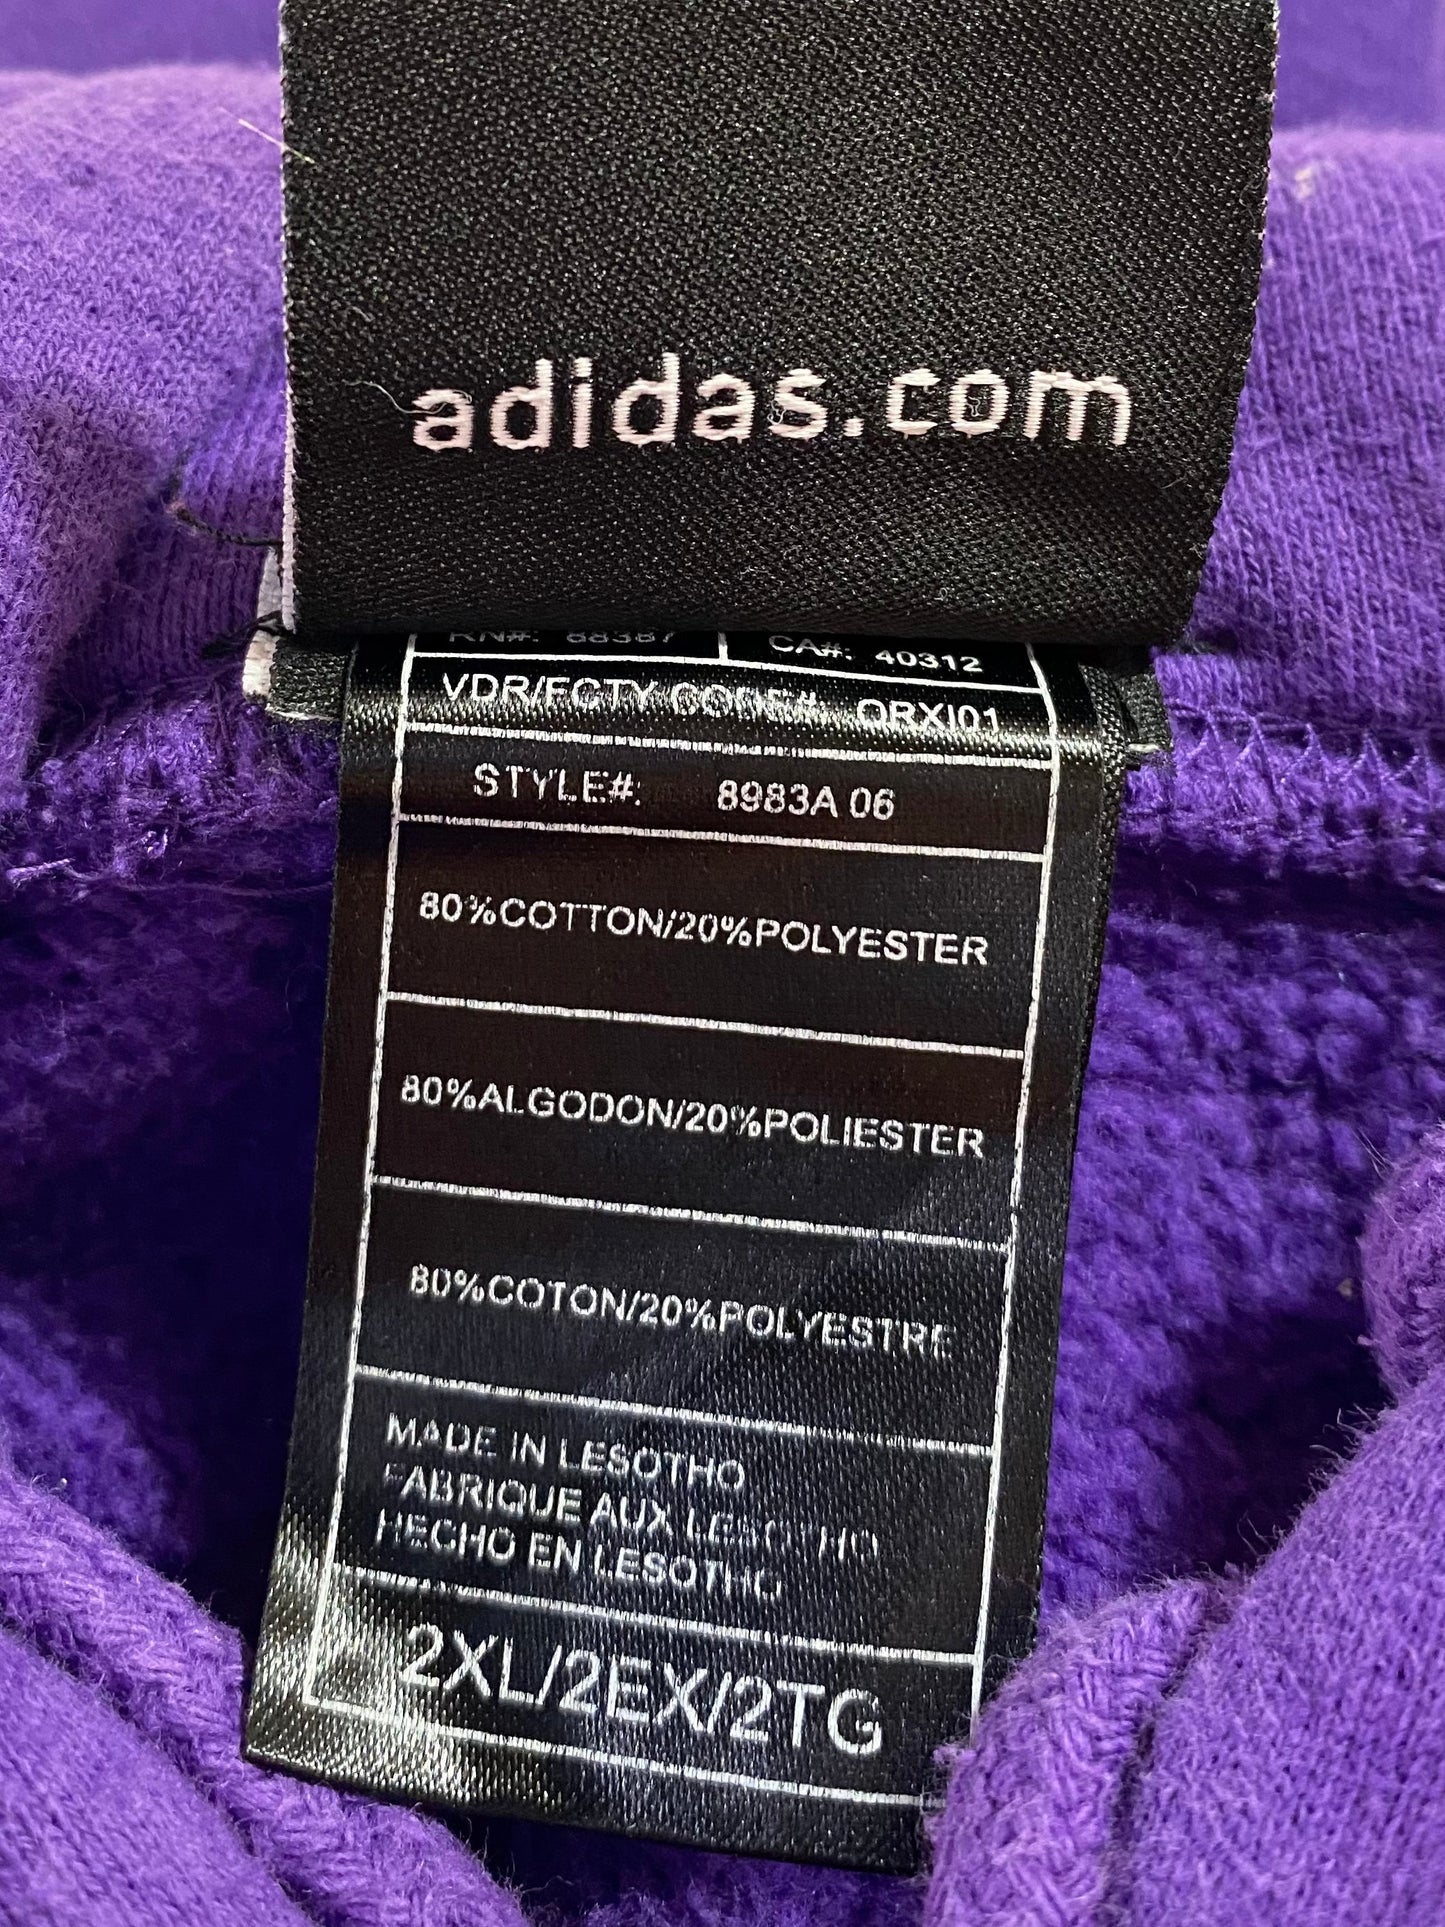 adidas.com
RN#: 88387 CA#: 40312
VDR/FCTY CODE#: QRXI01
STYLE#: 8983A 06
80%COTTON/20%POLYESTER
80%ALGODON/20%POLIESTER
80%COTON/20%POLYESTRE
MADE IN LESOTHO
FABRIQUE AUX LESOTHO
HECHO EN LESOTHO
2XL/2EX/2TG